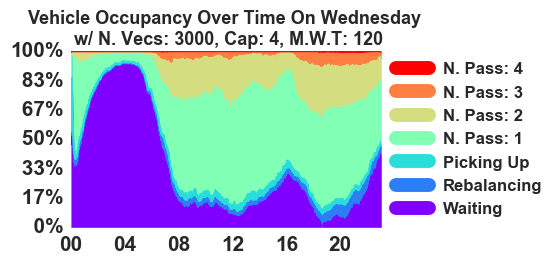 Vehicle Occupancy Over Time On Wednesday
w/ N. Vecs: 3000, Cap: 4, M.W.T: 120
100%
83%
67%
50%
33%
17%
0%
00 04 08 12 16 20
N. Pass: 4
N. Pass: 3
N. Pass: 2
N. Pass: 1
Picking Up
Rebalancing
Waiting